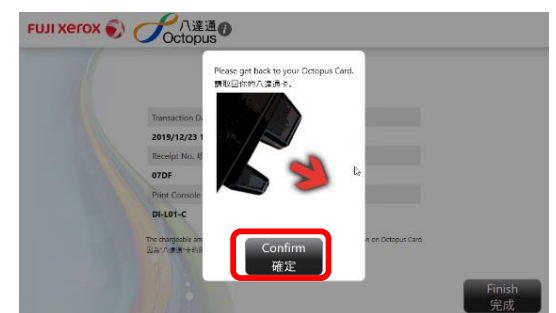 FUJI XEROX
八達通
Octopus
Please get back to your Octopus Card.
請取回你的八達通卡。
Transaction D
2019/12/23 1
Receipt No.
07DF
Print Console
DI-L01-C
The chargeable
on on Octopus Card
Confirm
確定
Finish
完成